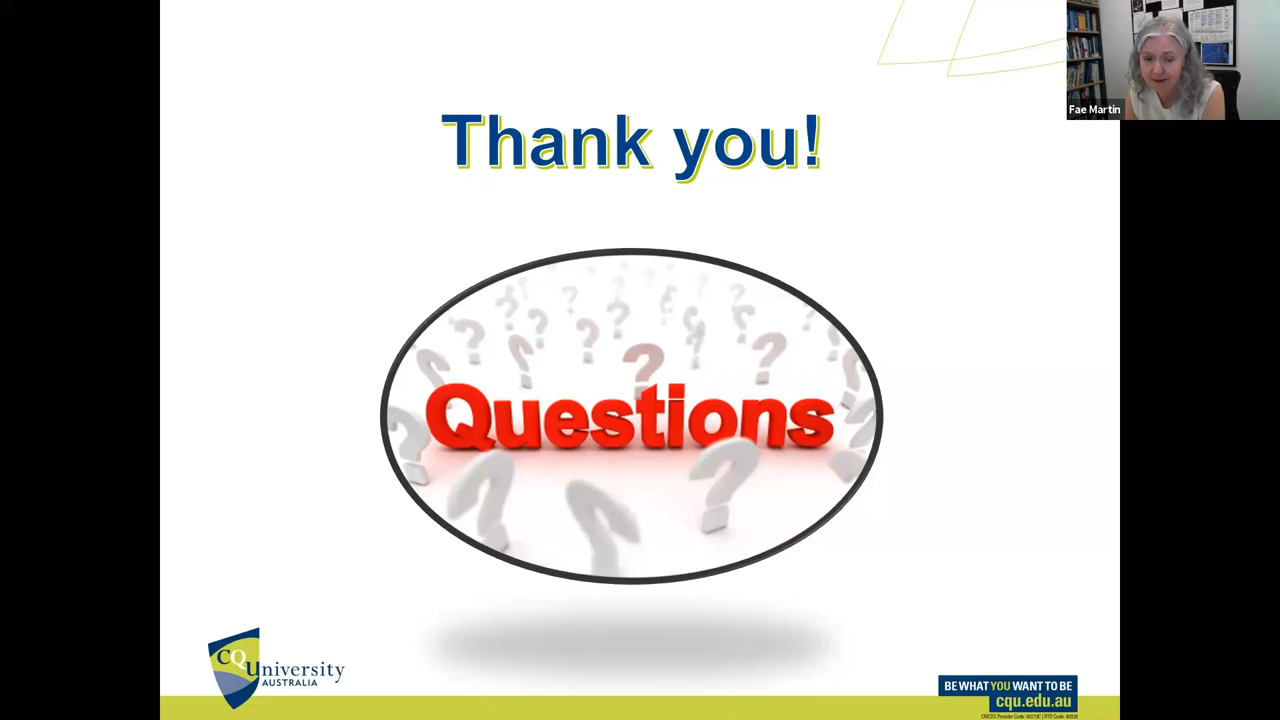 Fae Martin
Thank you!
Questions
CQUniversity
AUSTRALIA
BE WHAT YOU WANT TO BE
cqu.edu.au